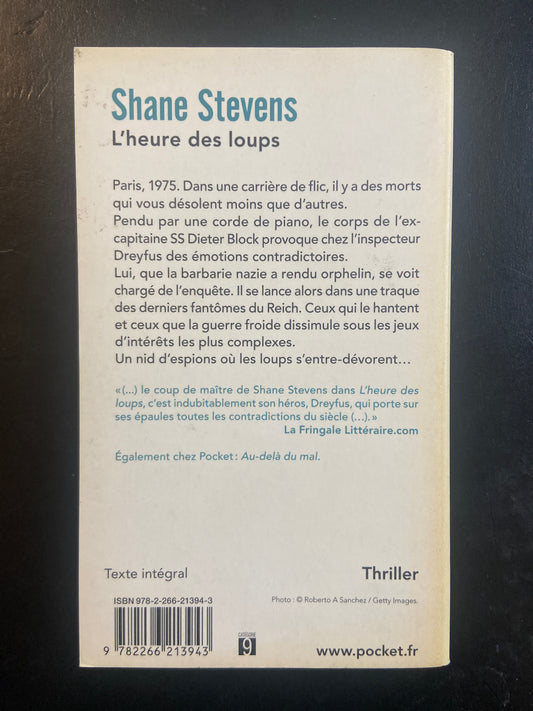 Shane Stevens
L'heure des loups
Paris, 1975. Dans une carrière de flic, il y a des morts
qui vous désolent moins que d'autres.
Pendu par une corde de piano, le corps de l'ex-
capitaine SS Dieter Block provoque chez l'inspecteur
Dreyfus des émotions contradictoires.
Lui, que la barbarie nazie a rendu orphelin, se voit
chargé de l'enquête. Il se lance alors dans une traque
des derniers fantômes du Reich. Ceux qui le hantent
et ceux que la guerre froide dissimule sous les jeux
d'intérêts les plus complexes.
Un nid d'espions où les loups s'entre-dévorent…
« (...) le coup de maître de Shane Stevens dans L'heure des
loups, c'est indubitablement son héros, Dreyfus, qui porte sur
ses épaules toutes les contradictions du siècle (...). »
La Fringale Littéraire.com
Également chez Pocket : Au-delà du mal.
Texte intégral
Thriller
ISBN 978-2-266-21394-3
Photo : © Roberto A Sanchez / Getty Images.
CATÉGORIE
9
9 782266 213943
www.pocket.fr